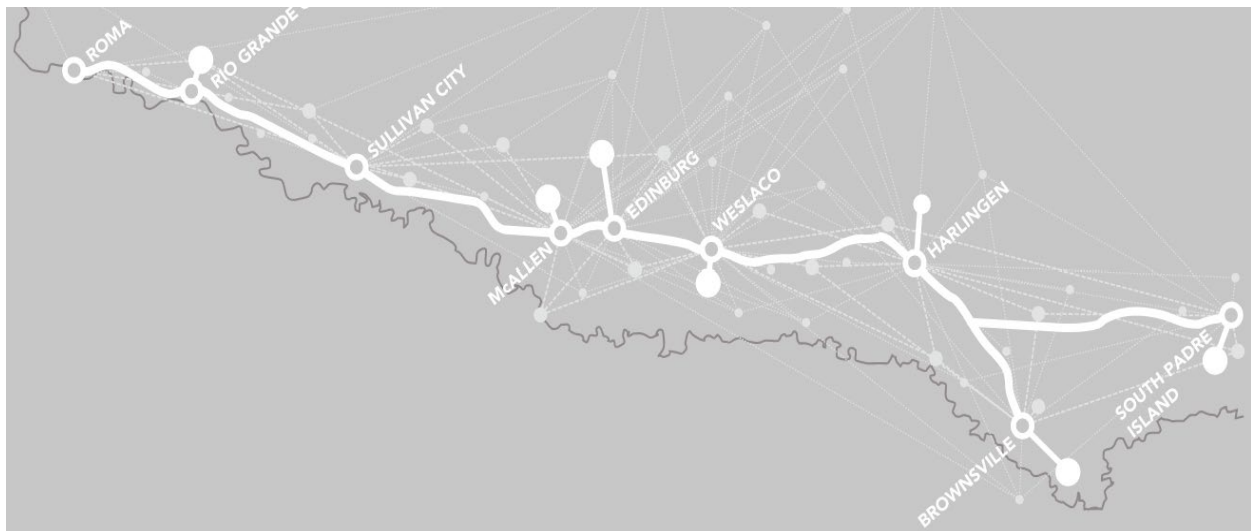 ROMA
RIO GRANDE
SULLIVAN CITY
McALLEN
EDINBURG
WESLACO
HARLINGEN
SOUTH PADRE
ISLAND
BROWNSVILLE